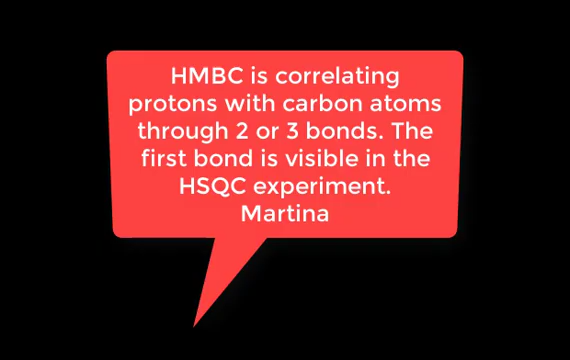 HMBC is correlating
protons with carbon atoms
through 2 or 3 bonds. The
first bond is visible in the
HSQC experiment.
Martina